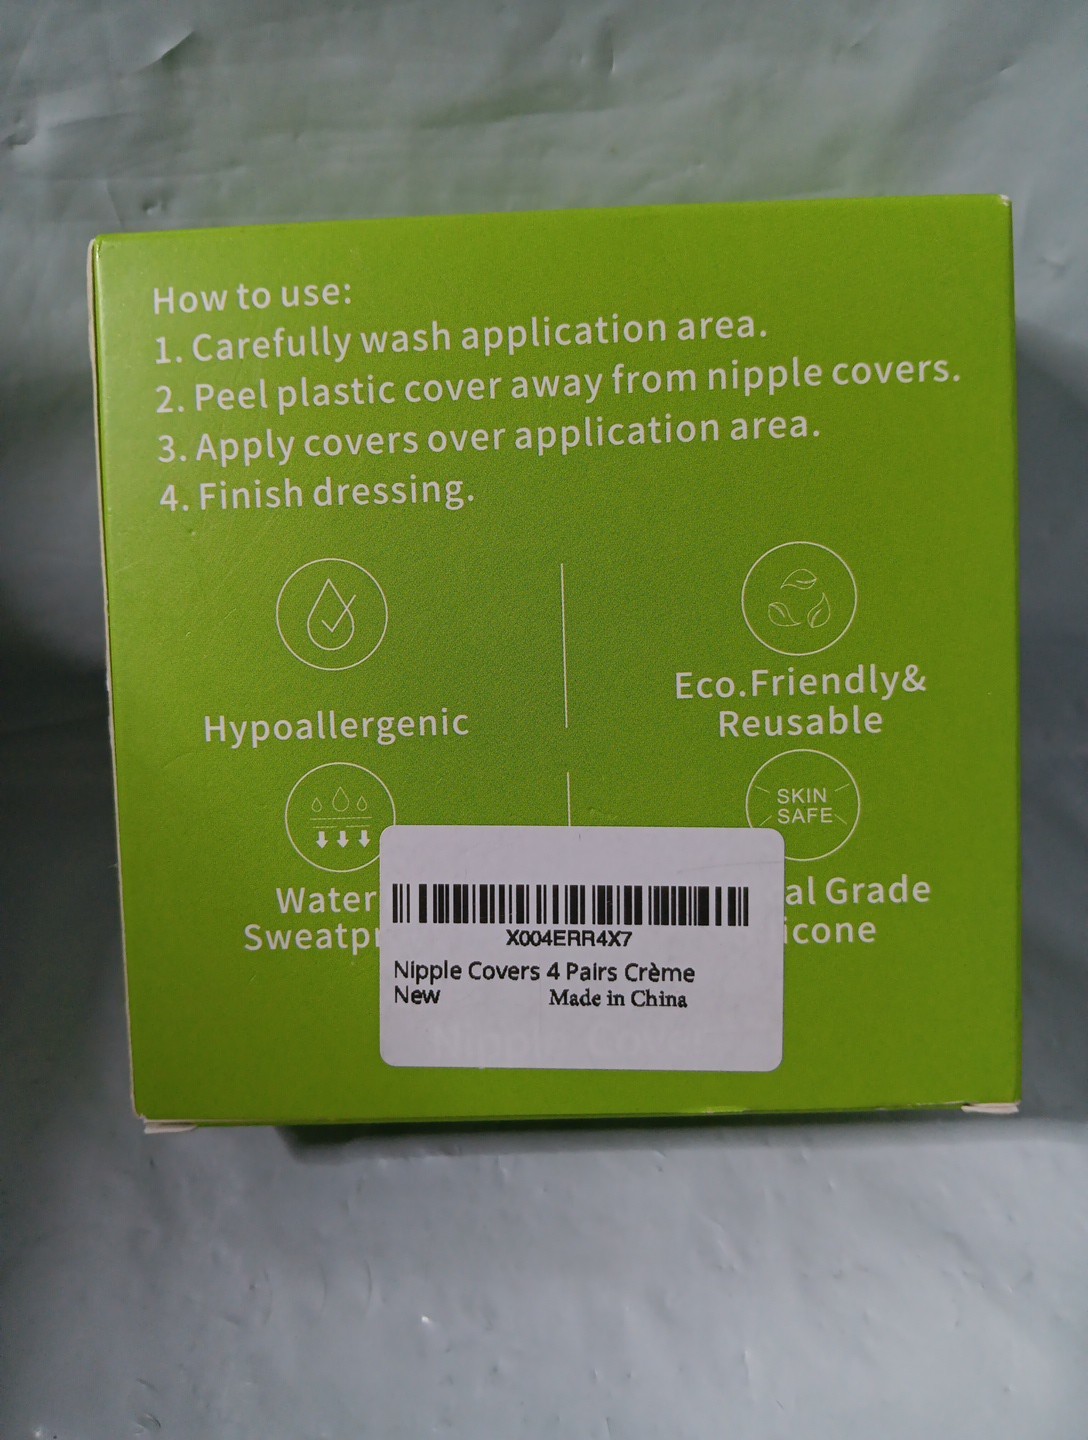 How to use:
1. Carefully wash application area.
2. Peel plastic cover away from nipple covers.
3. Apply covers over application area.
4. Finish dressing.
Hypoallergenic
Eco.Friendly&
Reusable
SKIN
SAFE
Water
Sweatp
al Grade
icone
X004ERR4X7
Nipple Covers 4 Pairs Crème
New Made in China